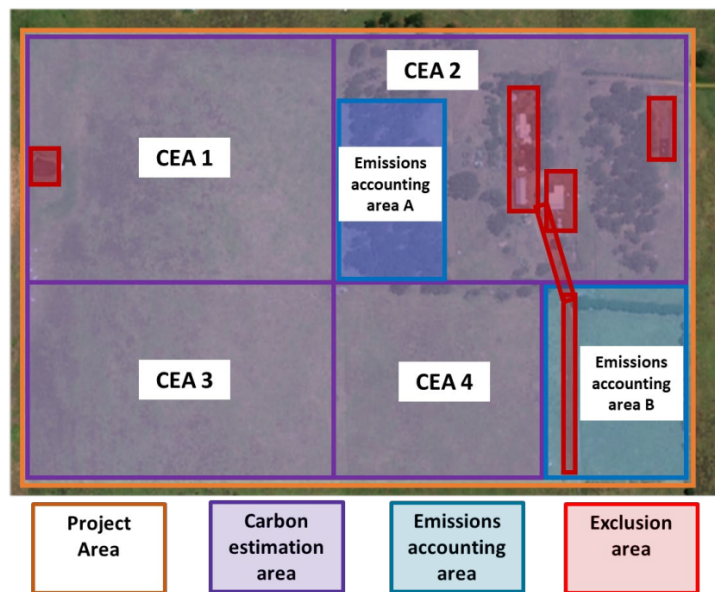 CEA 1
CEA 2
Emissions
accounting
area A
CEA 3
CEA 4
Emissions
accounting
area B
Project
Area
Carbon
estimation
area
Emissions
accounting
area
Exclusion
area